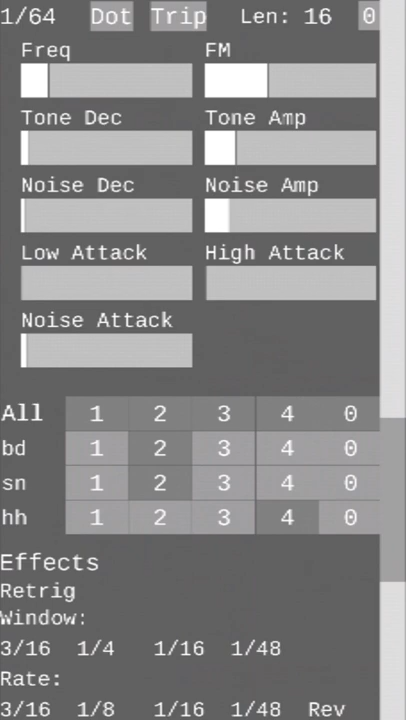 1/64 Dot Trip Len: 16 0
Freq FM
Tone Dec Tone Amp
Noise Dec Noise Amp
Low Attack High Attack
Noise Attack
All 1 2 3 4 0
bd 1 2 3 4 0
sn 1 2 3 4 0
hh 1 2 3 4 0
Effects
Retrig
Window:
3/16 1/4 1/16 1/48
Rate:
3/16 1/8 1/16 1/48 Rev